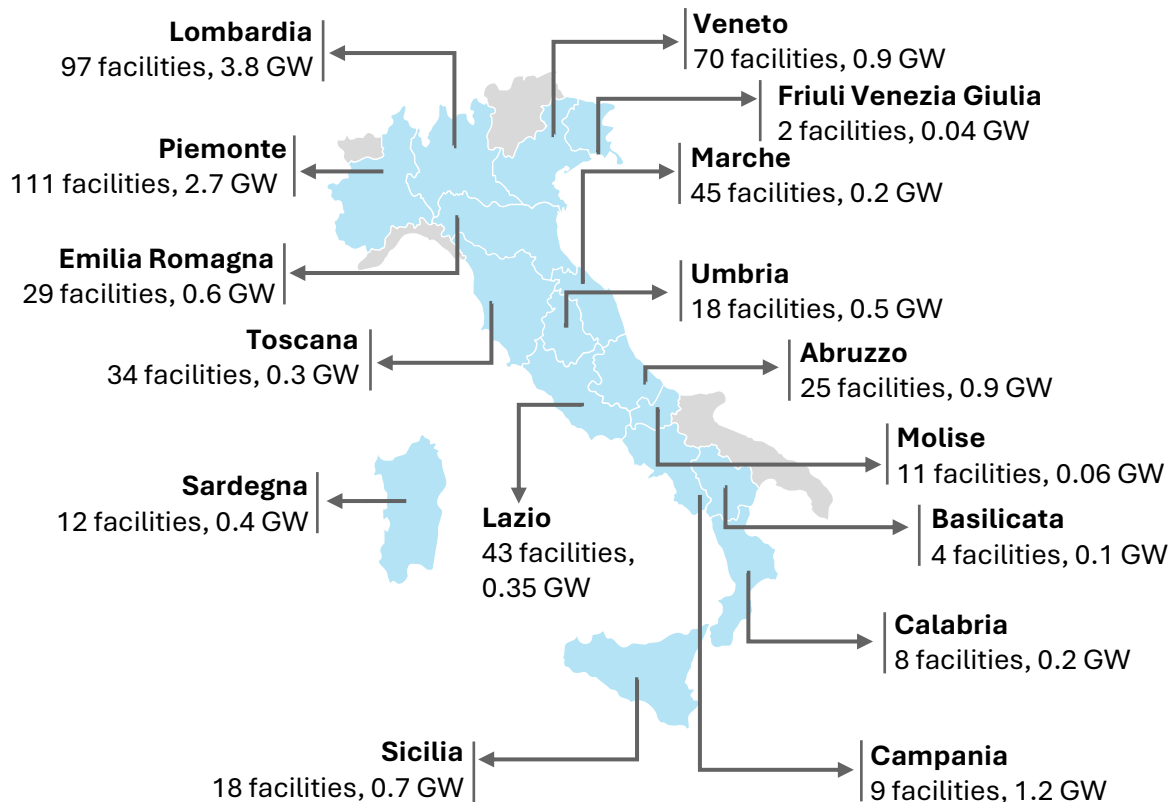 Lombardia
97 facilities, 3.8 GW
Veneto
70 facilities, 0.9 GW
Friuli Venezia Giulia
2 facilities, 0.04 GW
Piemonte
111 facilities, 2.7 GW
Marche
45 facilities, 0.2 GW
Emilia Romagna
29 facilities, 0.6 GW
Umbria
18 facilities, 0.5 GW
Toscana
34 facilities, 0.3 GW
Abruzzo
25 facilities, 0.9 GW
Molise
11 facilities, 0.06 GW
Sardegna
12 facilities, 0.4 GW
Lazio
43 facilities,
0.35 GW
Basilicata
4 facilities, 0.1 GW
Calabria
8 facilities, 0.2 GW
Sicilia
18 facilities, 0.7 GW
Campania
9 facilities, 1.2 GW